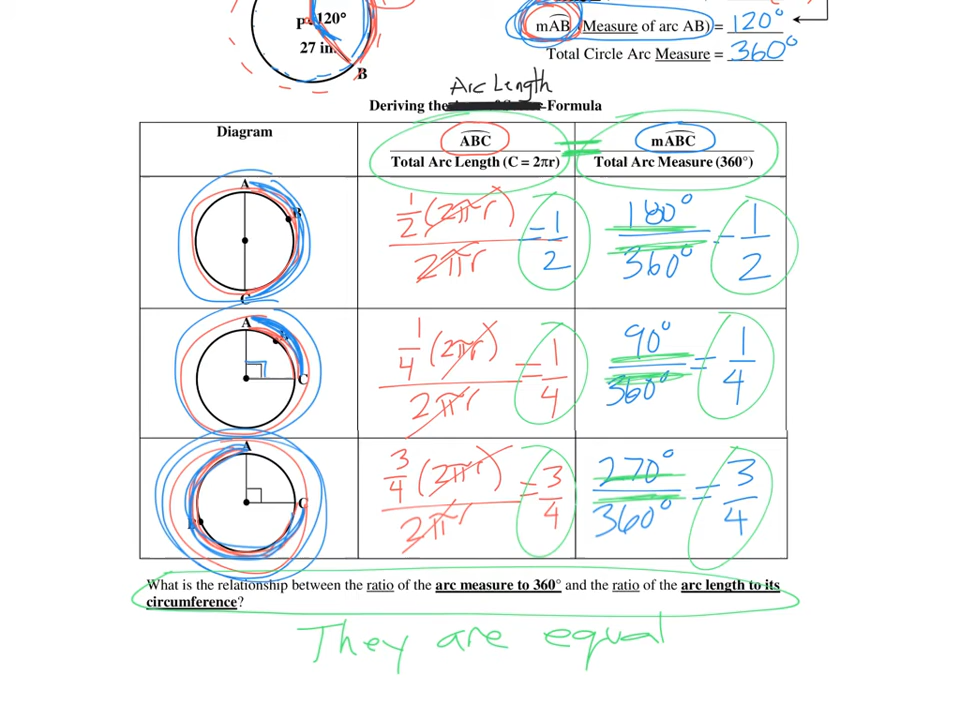 P
120°
27 in.
B
mAB (Measure of arc AB) = 120°
Total Circle Arc Measure = 360°
Arc Length
Deriving the Formula
Diagram
ABC
Total Arc Length (C = 2πr)
=
mABC
Total Arc Measure (360°)
A
B
C
1/2 (2πr) / 2πr = 1/2
180° / 360° = 1/2
A
B
C
1/4 (2πr) / 2πr = 1/4
90° / 360° = 1/4
A
B
C
3/4 (2πr) / 2πr = 3/4
270° / 360° = 3/4
What is the relationship between the ratio of the arc measure to 360° and the ratio of the arc length to its
circumference?
They are equal